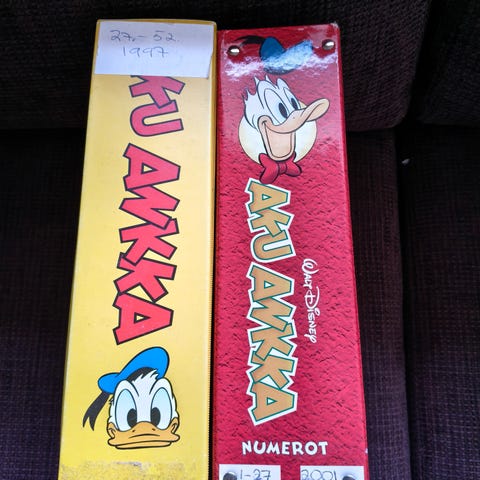 27.-52
1997
AKU ANKKA
AKU ANKKA
WALT DISNEY
NUMEROT
1-27 2001